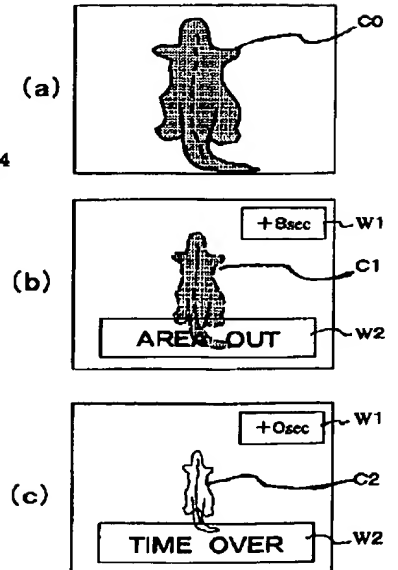 C0
(a)
4
+8sec W1
(b) C1
AREA OUT W2
+0sec W1
(c) C2
TIME OVER W2